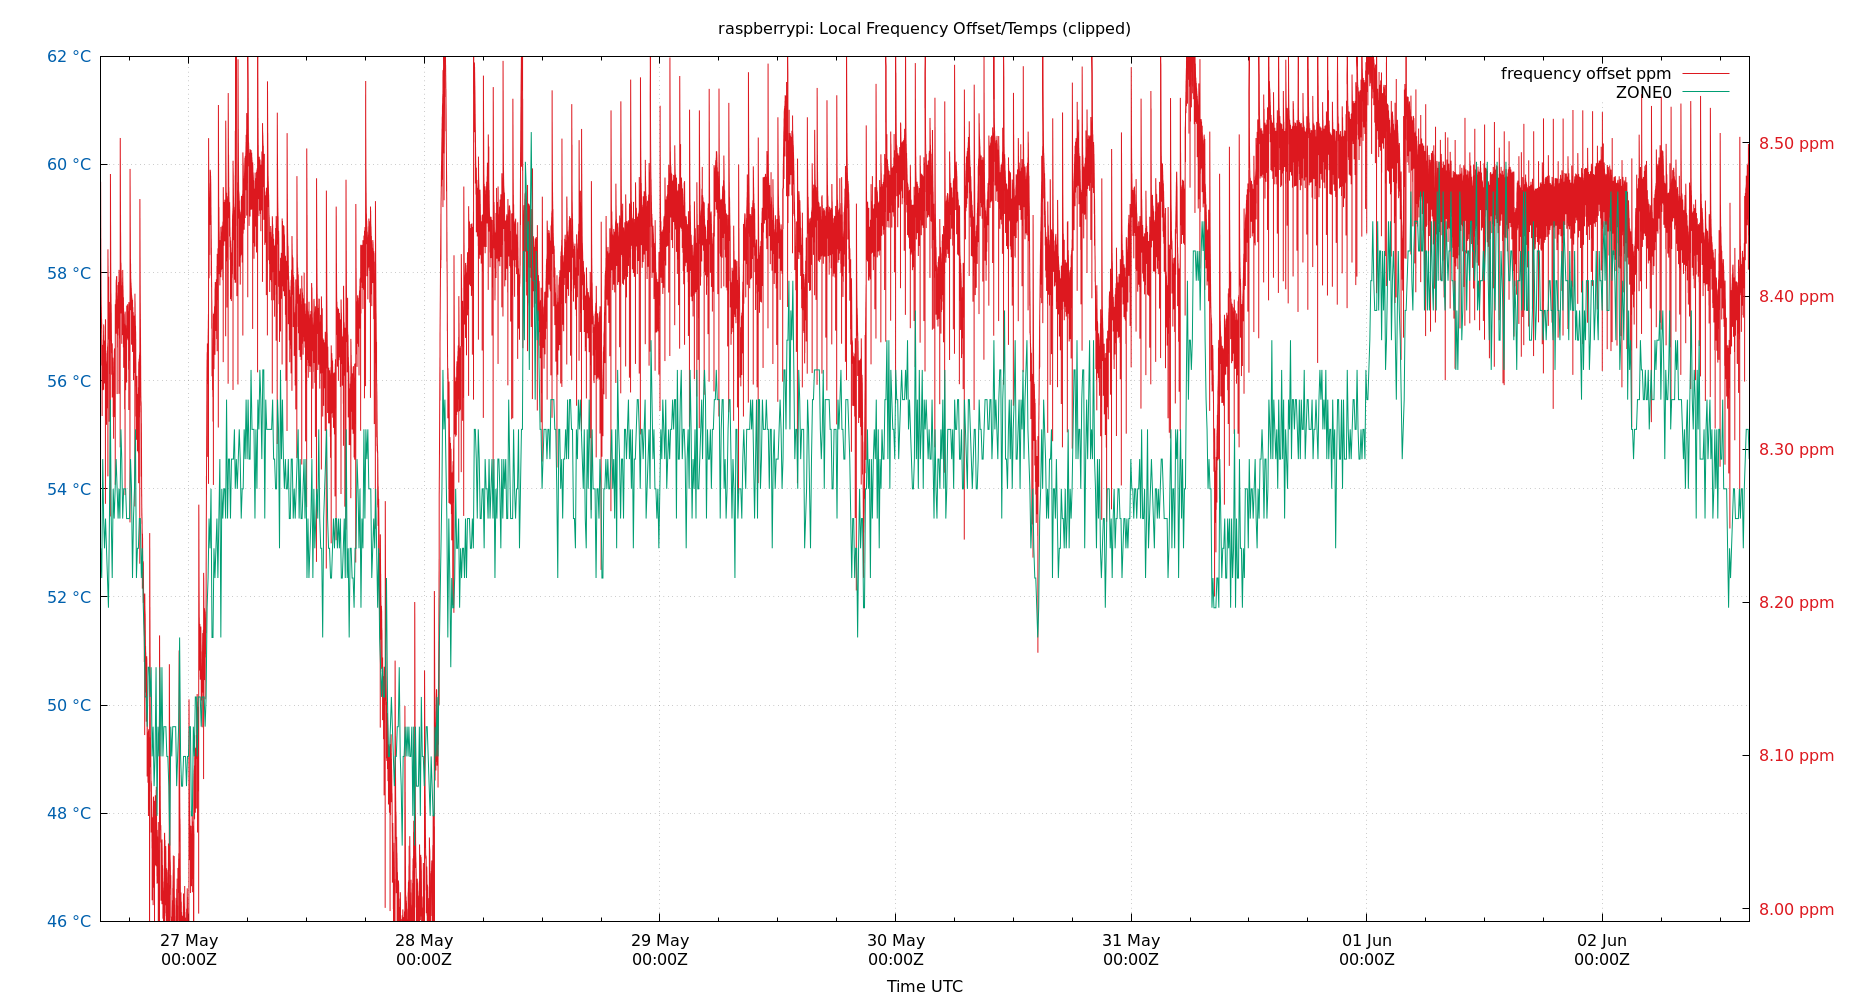 raspberrypi: Local Frequency Offset/Temps (clipped)
62 °C
60 °C
58 °C
56 °C
54 °C
52 °C
50 °C
48 °C
46 °C
frequency offset ppm
ZONE0
8.50 ppm
8.40 ppm
8.30 ppm
8.20 ppm
8.10 ppm
8.00 ppm
27 May
00:00Z
28 May
00:00Z
29 May
00:00Z
30 May
00:00Z
31 May
00:00Z
01 Jun
00:00Z
02 Jun
00:00Z
Time UTC